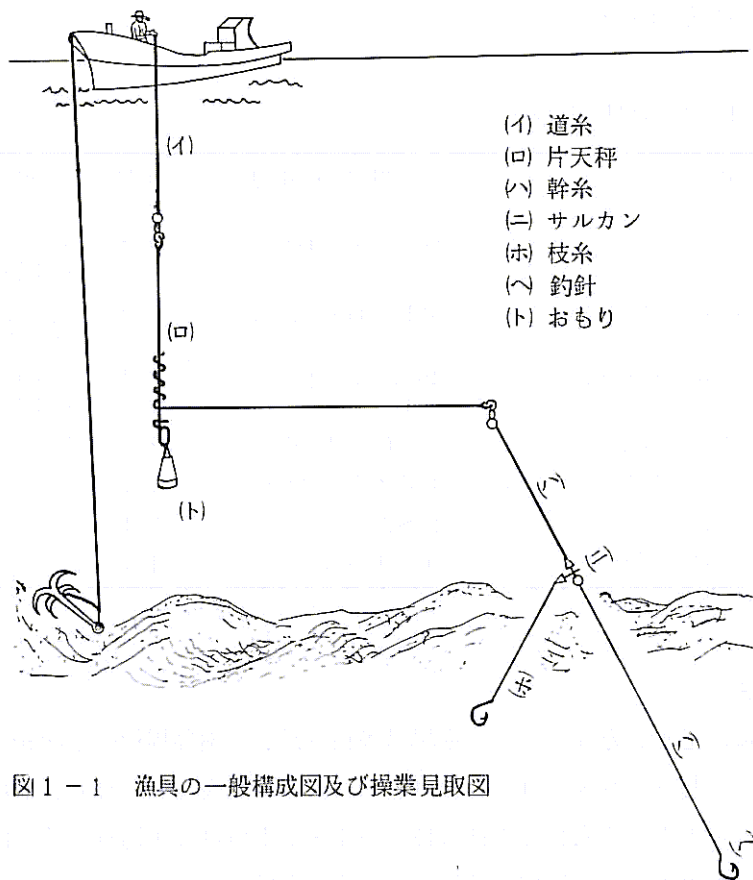 (イ) 道糸
(ロ) 片天秤
(ハ) 幹糸
(ニ) サルカン
(ホ) 枝糸
(ヘ) 釣針
(ト) おもり
(イ)
(ロ)
(ト)
(ハ)
(ニ)
(ホ)
(ハ)
(ヘ)
図1-1 漁具の一般構成図及び操業見取図